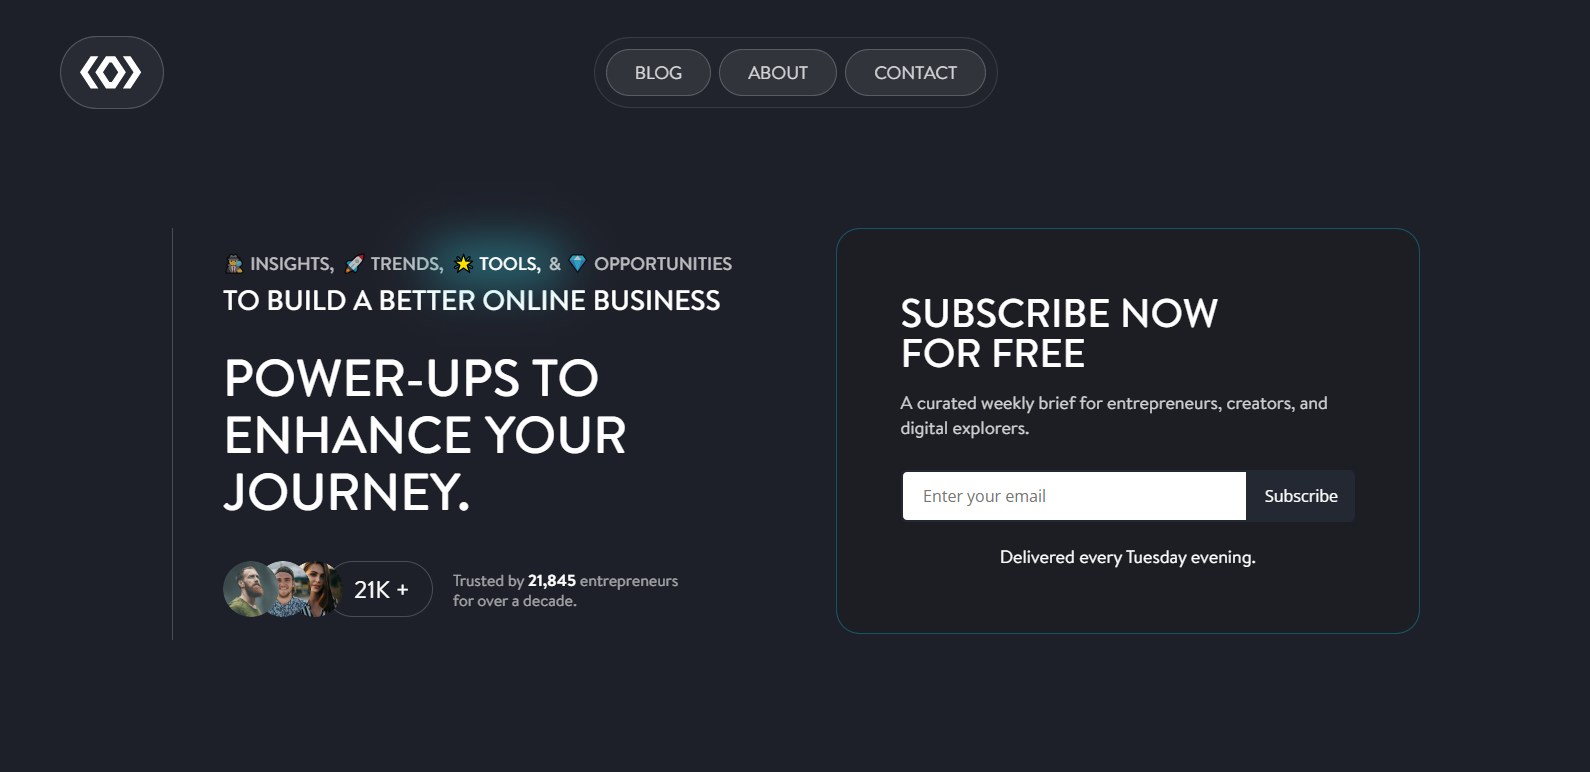 BLOG
ABOUT
CONTACT
🕵️ INSIGHTS, 🚀 TRENDS, 🌟 TOOLS, & 💎 OPPORTUNITIES
TO BUILD A BETTER ONLINE BUSINESS
POWER-UPS TO
ENHANCE YOUR
JOURNEY.
21K +
Trusted by 21,845 entrepreneurs
for over a decade.
SUBSCRIBE NOW
FOR FREE
A curated weekly brief for entrepreneurs, creators, and
digital explorers.
Enter your email
Subscribe
Delivered every Tuesday evening.